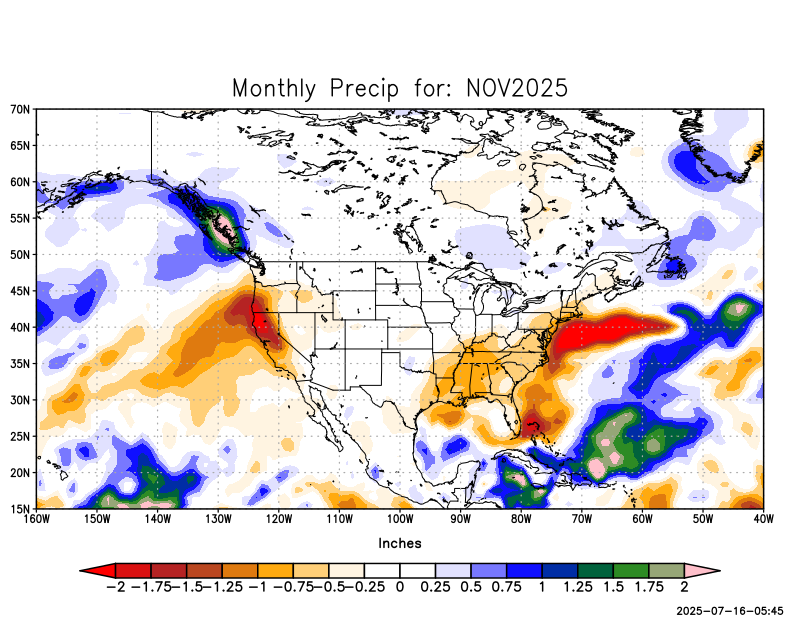 Monthly Precip for: NOV2025
70N
65N
60N
55N
50N
45N
40N
35N
30N
25N
20N
15N
160W 150W 140W 130W 120W 110W 100W 90W 80W 70W 60W 50W 40W
Inches
-2 -1.75 -1.5 -1.25 -1 -0.75 -0.5 -0.25 0 0.25 0.5 0.75 1 1.25 1.5 1.75 2
2025-07-16-05:45